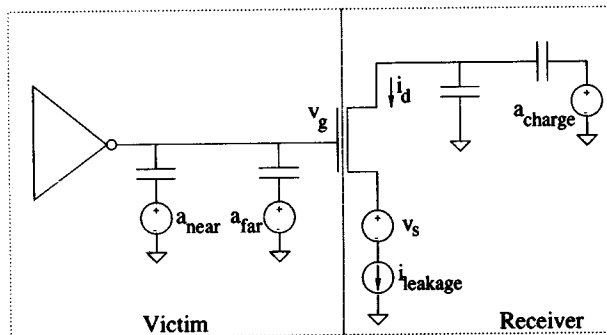 i_d
v_g
a_charge
+
-
a_near
+
-
a_far
+
-
v_s
+
-
i_leakage
Victim
Receiver